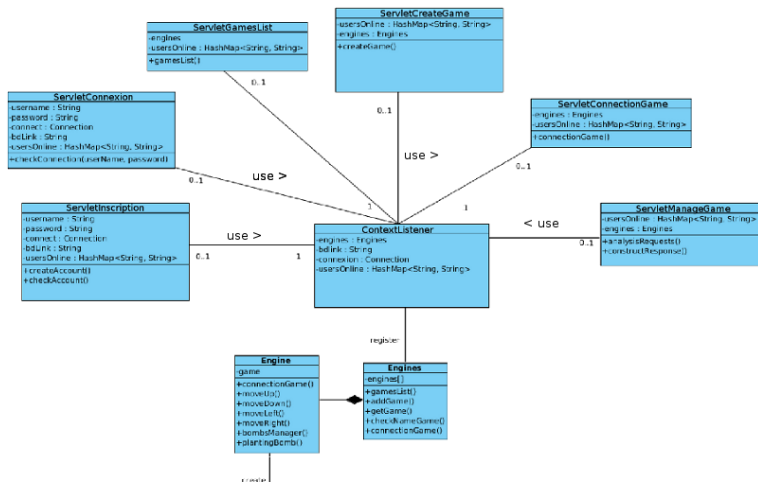 ServletGamesList
-engines
-usersOnline : HashMap<String, String>
+gamesList()
ServletCreateGame
-usersOnline : HashMap<String, String>
-engines : Engines
+createGame()
ServletConnexion
-username : String
-password : String
-connect : Connection
-bdLink : String
-usersOnline : HashMap<String, String>
+checkConnection(userName, password)
ServletConnectionGame
-engines : Engines
-usersOnline : HashMap<String, String>
+connectionGame()
0..1
0..1
1
0..1
0..1
use >
use >
ServletInscription
-username : String
-password : String
-connect : Connection
-bdLink : String
-usersOnline : HashMap<String, String>
+createAccount()
+checkAccount()
use >
0..1
1
1
1
ContextListener
-engines : Engines
-bdlink : String
-connexion : Connection
-usersOnline : HashMap<String, String>
< use
0..1
ServletManageGame
-usersOnline : HashMap<String, String>
-engines : Engines
+analysisRequests()
+constructResponse()
register
Engine
-game
+connectionGame()
+moveUp()
+moveDown()
+moveLeft()
+moveRight()
+bombsManager()
+plantingBomb()
Engines
-engines[]
+gamesList()
+addGame()
+getGame()
+checkNameGame()
+connectionGame()
create